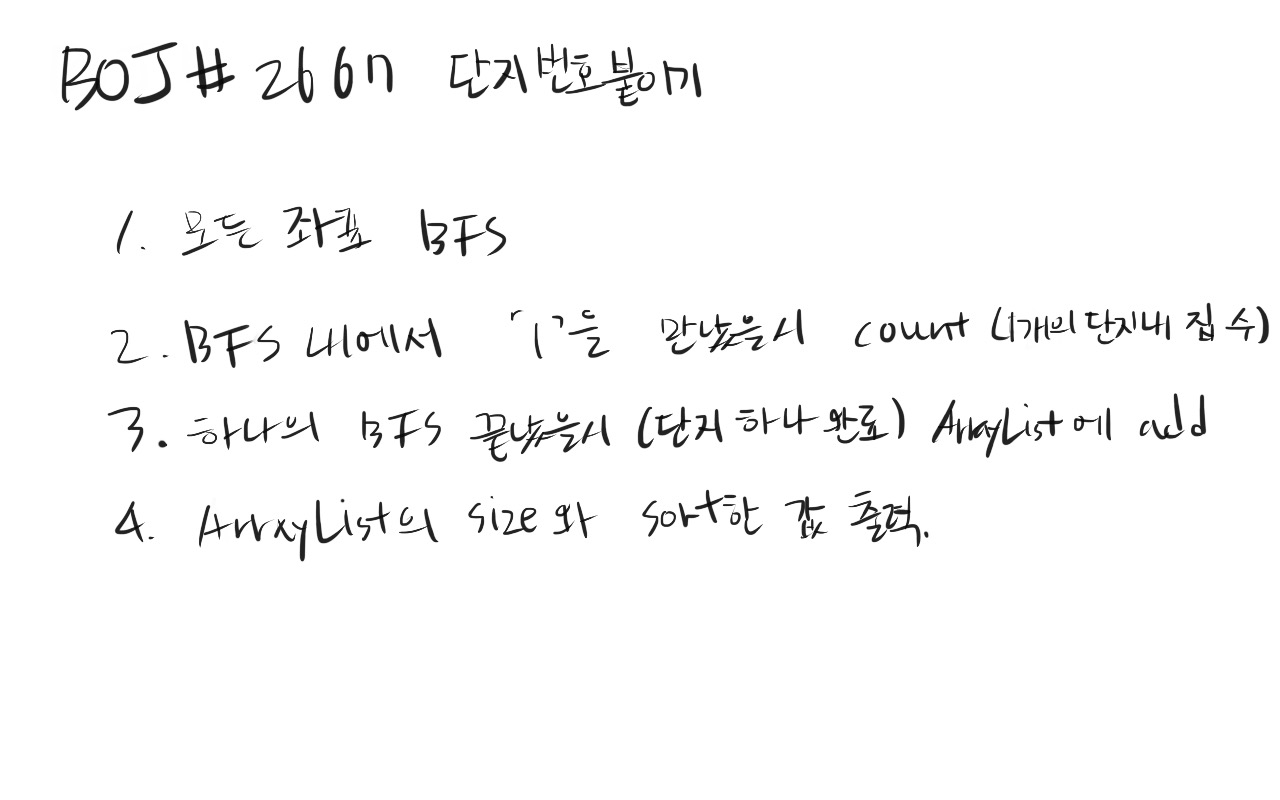 BOJ # 2667 단지번호붙이기
1. 모든 좌표 BFS
2. BFS 내에서 '1'을 만났을시 count (1개의 단지내 집 수)
3. 하나의 BFS 끝났을시 (단지 하나 완료) ArrayList에 add
4. ArrayList의 size와 sort한 값 출력.